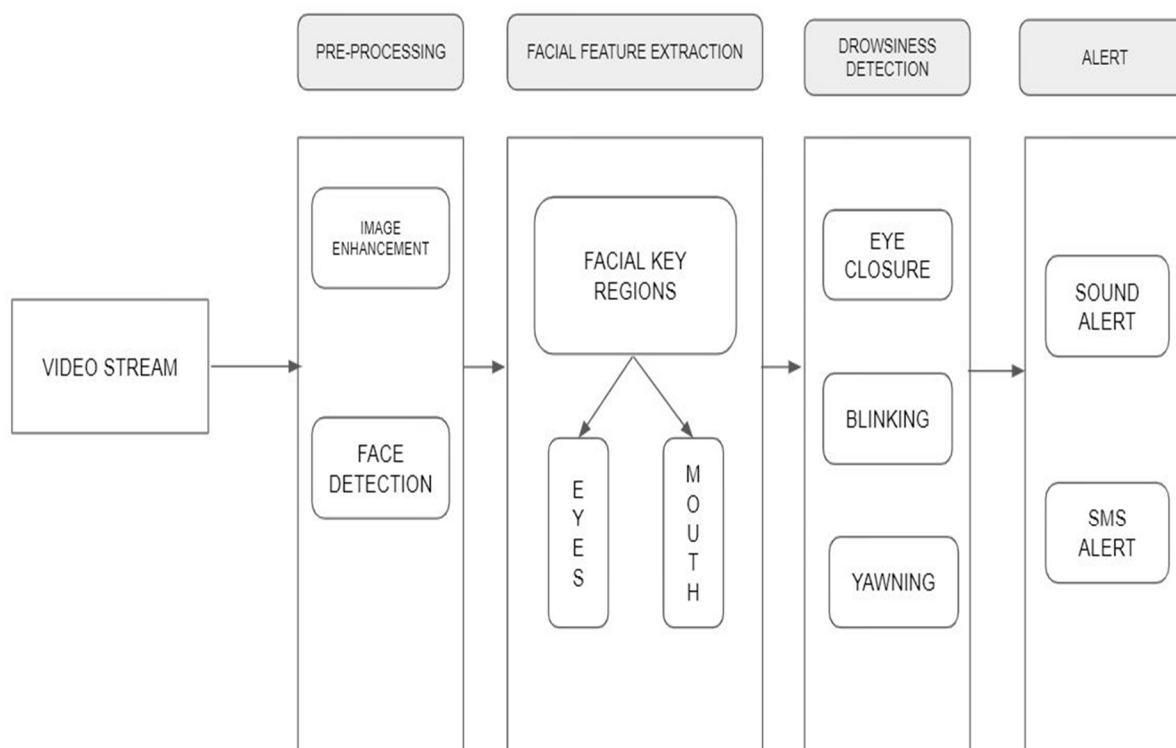 PRE-PROCESSING
FACIAL FEATURE EXTRACTION
DROWSINESS
DETECTION
ALERT
VIDEO STREAM
IMAGE
ENHANCEMENT
FACE
DETECTION
FACIAL KEY
REGIONS
E
Y
E
S
M
O
U
T
H
EYE
CLOSURE
BLINKING
YAWNING
SOUND
ALERT
SMS
ALERT